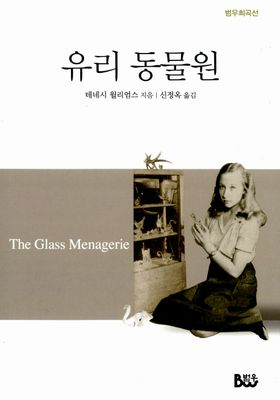 범우희곡선
유리 동물원
테네시 윌리엄스 지음 | 신정옥 옮김
The Glass Menagerie
범우
BW